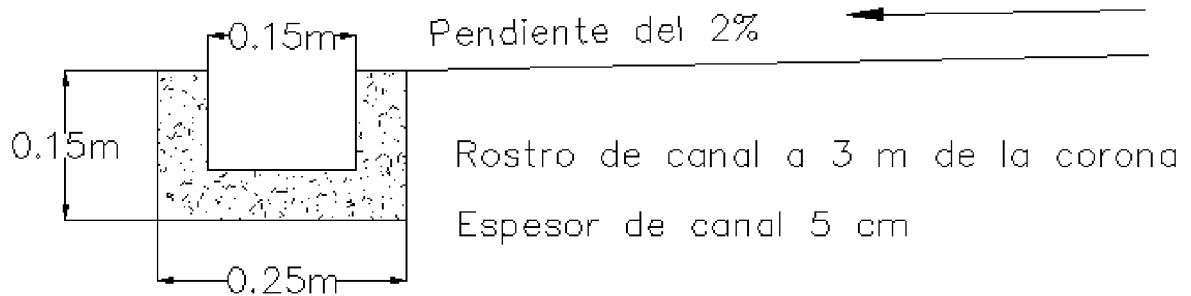 0.15m
Pendiente del 2%
0.15m
Rostro de canal a 3 m de la corona
Espesor de canal 5 cm
0.25m